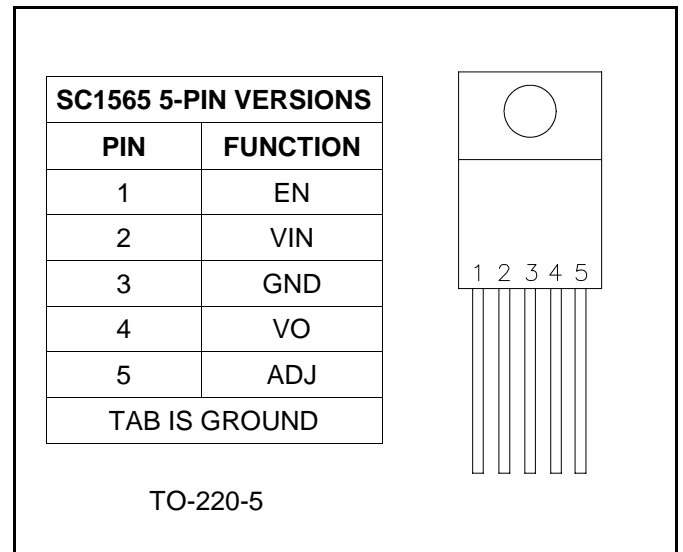 SC1565 5-PIN VERSIONS
PIN FUNCTION
1 EN
2 VIN
3 GND
4 VO
5 ADJ
TAB IS GROUND
TO-220-5
1 2 3 4 5